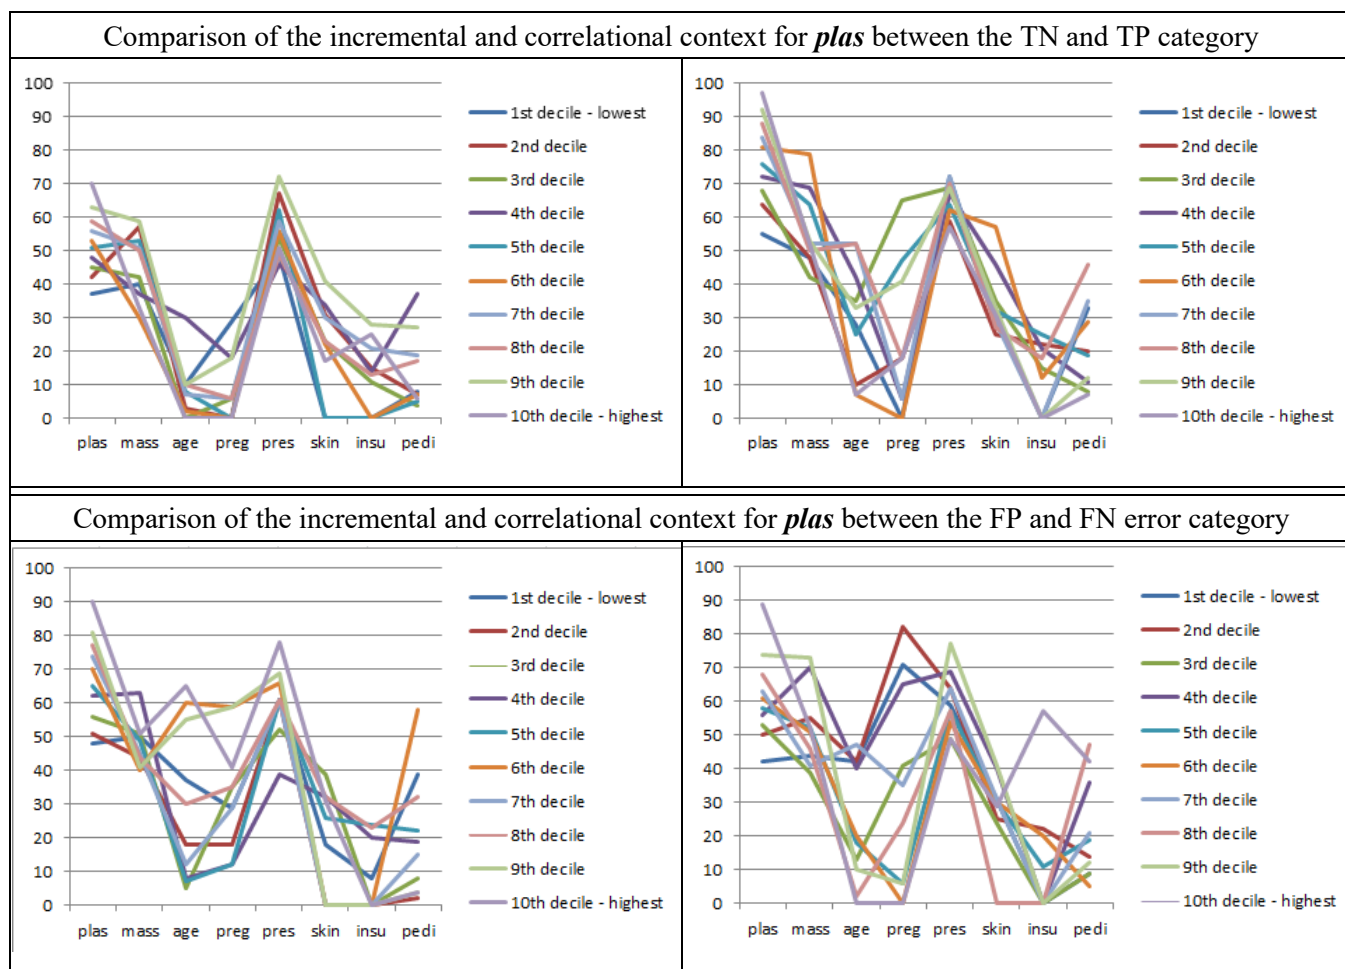 Comparison of the incremental and correlational context for plas between the TN and TP category
100
90
80
70
60
50
40
30
20
10
0
plas mass age preg pres skin insu pedi
1st decile - lowest
2nd decile
3rd decile
4th decile
5th decile
6th decile
7th decile
8th decile
9th decile
10th decile - highest
100
90
80
70
60
50
40
30
20
10
0
plas mass age preg pres skin insu pedi
1st decile - lowest
2nd decile
3rd decile
4th decile
5th decile
6th decile
7th decile
8th decile
9th decile
10th decile - highest
Comparison of the incremental and correlational context for plas between the FP and FN error category
100
90
80
70
60
50
40
30
20
10
0
plas mass age preg pres skin insu pedi
1st decile - lowest
2nd decile
3rd decile
4th decile
5th decile
6th decile
7th decile
8th decile
9th decile
10th decile - highest
100
90
80
70
60
50
40
30
20
10
0
plas mass age preg pres skin insu pedi
1st decile - lowest
2nd decile
3rd decile
4th decile
5th decile
6th decile
7th decile
8th decile
9th decile
10th decile - highest